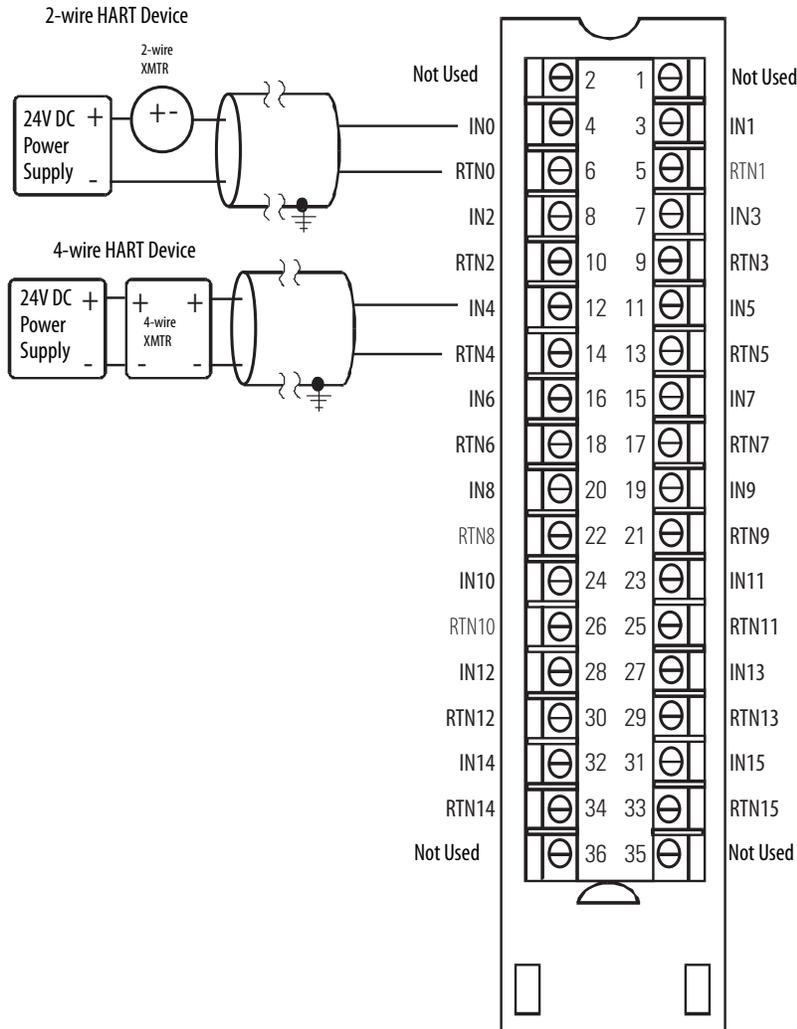 2-wire HART Device
2-wire
XMTR
24V DC
Power
Supply
+
-
+-
4-wire HART Device
24V DC
Power
Supply
+
-
+ +
4-wire
XMTR
- -
Not Used 2 1 Not Used
IN0 4 3 IN1
RTN0 6 5 RTN1
IN2 8 7 IN3
RTN2 10 9 RTN3
IN4 12 11 IN5
RTN4 14 13 RTN5
IN6 16 15 IN7
RTN6 18 17 RTN7
IN8 20 19 IN9
RTN8 22 21 RTN9
IN10 24 23 IN11
RTN10 26 25 RTN11
IN12 28 27 IN13
RTN12 30 29 RTN13
IN14 32 31 IN15
RTN14 34 33 RTN15
Not Used 36 35 Not Used